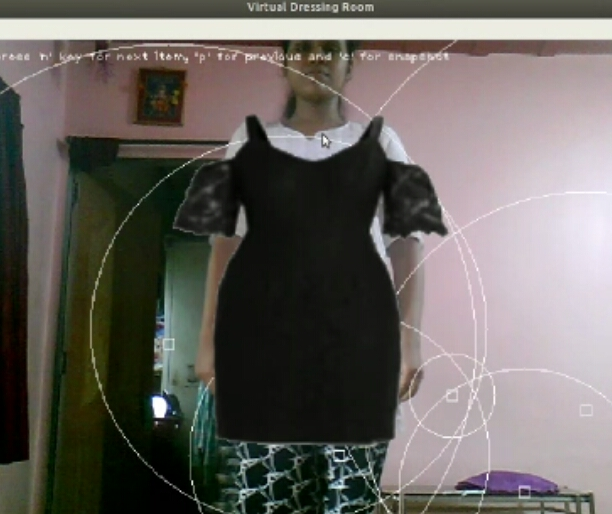 Virtual Dressing Room
ress 'n' key for next item, 'p' for previous and 'c' for snapshot